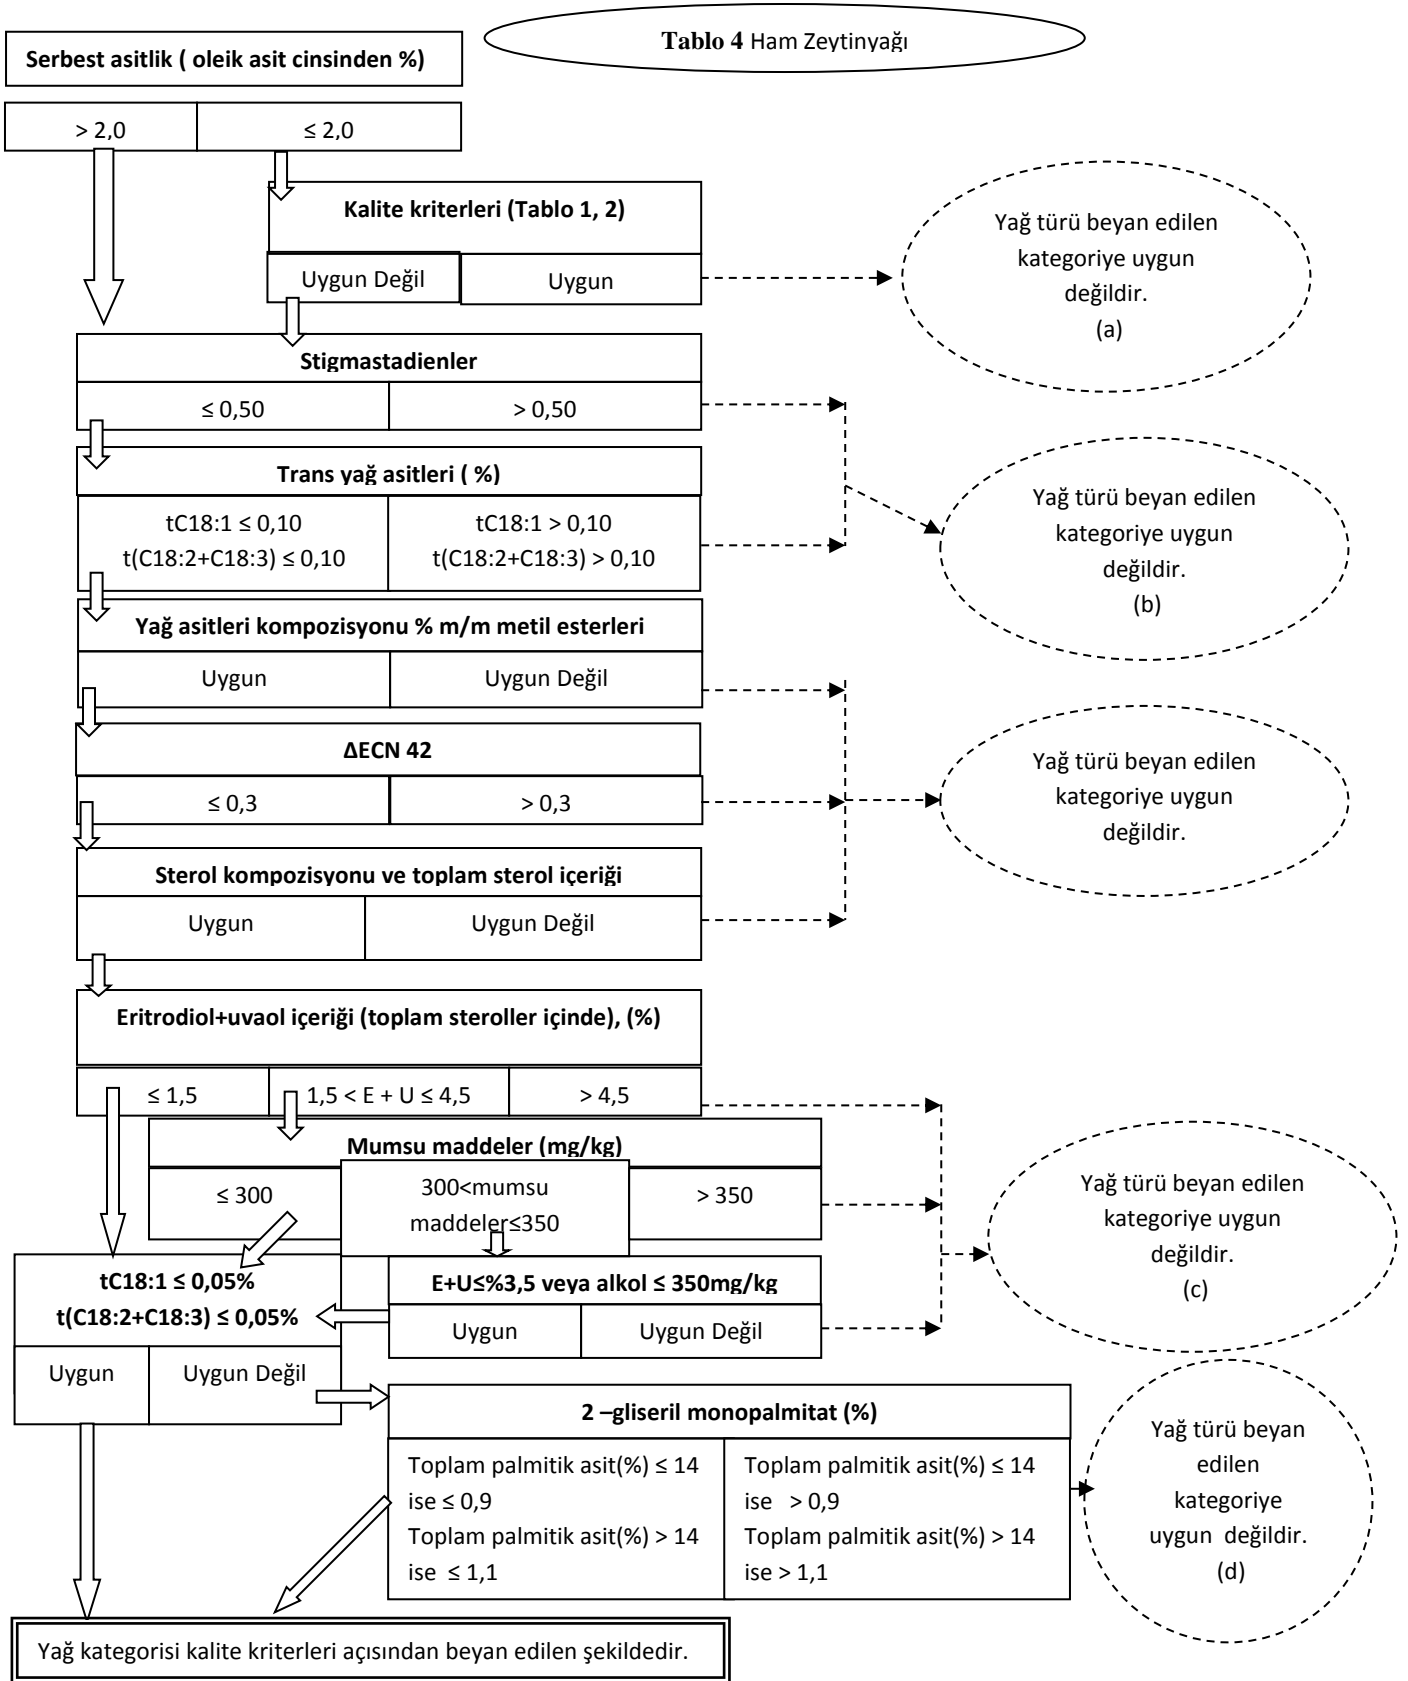 Tablo 4 Ham Zeytinyağı
Serbest asitlik ( oleik asit cinsinden %)
> 2,0
≤ 2,0
Kalite kriterleri (Tablo 1, 2)
Uygun Değil
Uygun
Yağ türü beyan edilen
kategoriye uygun
değildir.
(a)
Stigmastadienler
≤ 0,50
> 0,50
Trans yağ asitleri ( %)
tC18:1 ≤ 0,10
t(C18:2+C18:3) ≤ 0,10
tC18:1 > 0,10
t(C18:2+C18:3) > 0,10
Yağ türü beyan edilen
kategoriye uygun
değildir.
(b)
Yağ asitleri kompozisyonu % m/m metil esterleri
Uygun
Uygun Değil
ΔECN 42
≤ 0,3
> 0,3
Yağ türü beyan edilen
kategoriye uygun
değildir.
Sterol kompozisyonu ve toplam sterol içeriği
Uygun
Uygun Değil
Eritrodiol+uvaol içeriği (toplam steroller içinde), (%)
≤ 1,5
1,5 < E + U ≤ 4,5
> 4,5
Mumsu maddeler (mg/kg)
≤ 300
300<mumsu
maddeler≤350
> 350
Yağ türü beyan edilen
kategoriye uygun
değildir.
(c)
tC18:1 ≤ 0,05%
t(C18:2+C18:3) ≤ 0,05%
Uygun
Uygun Değil
E+U≤%3,5 veya alkol ≤ 350mg/kg
Uygun
Uygun Değil
2 –gliseril monopalmitat (%)
Toplam palmitik asit(%) ≤ 14
ise ≤ 0,9
Toplam palmitik asit(%) > 14
ise ≤ 1,1
Toplam palmitik asit(%) ≤ 14
ise > 0,9
Toplam palmitik asit(%) > 14
ise > 1,1
Yağ türü beyan
edilen
kategoriye
uygun değildir.
(d)
Yağ kategorisi kalite kriterleri açısından beyan edilen şekildedir.